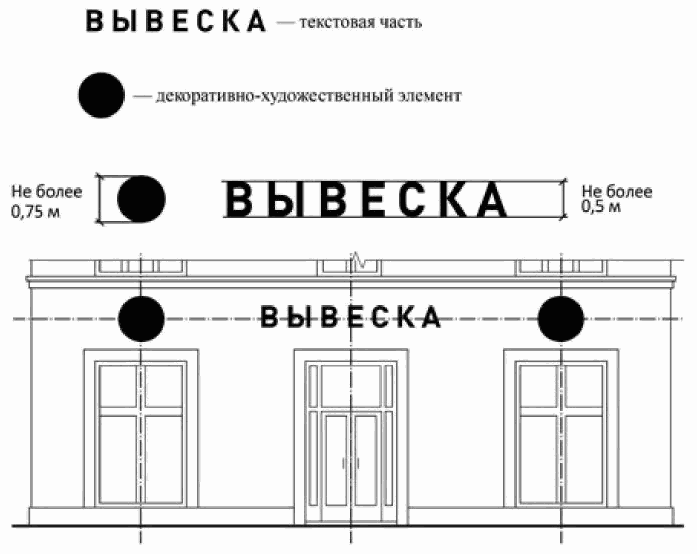 ВЫВЕСКА — текстовая часть
— декоративно-художественный элемент
Не более
0,75 м
ВЫВЕСКА
Не более
0,5 м
ВЫВЕСКА